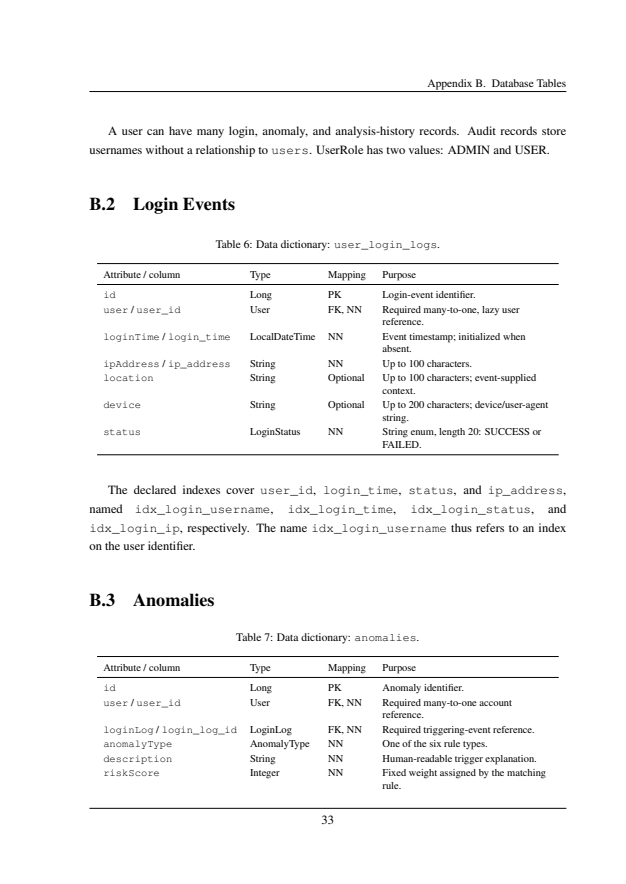 Appendix B. Database Tables
A user can have many login, anomaly, and analysis-history records. Audit records store
usernames without a relationship to users. UserRole has two values: ADMIN and USER.
B.2 Login Events
Table 6: Data dictionary: user_login_logs.
Attribute / column Type Mapping Purpose
id Long PK Login-event identifier.
user / user_id User FK, NN Required many-to-one, lazy user
reference.
loginTime / login_time LocalDateTime NN Event timestamp; initialized when
absent.
ipAddress / ip_address String NN Up to 100 characters.
location String Optional Up to 100 characters; event-supplied
context.
device String Optional Up to 200 characters; device/user-agent
string.
status LoginStatus NN String enum, length 20: SUCCESS or
FAILED.
The declared indexes cover user_id, login_time, status, and ip_address,
named idx_login_username, idx_login_time, idx_login_status, and
idx_login_ip, respectively. The name idx_login_username thus refers to an index
on the user identifier.
B.3 Anomalies
Table 7: Data dictionary: anomalies.
Attribute / column Type Mapping Purpose
id Long PK Anomaly identifier.
user / user_id User FK, NN Required many-to-one account
reference.
loginLog / login_log_id LoginLog FK, NN Required triggering-event reference.
anomalyType AnomalyType NN One of the six rule types.
description String NN Human-readable trigger explanation.
riskScore Integer NN Fixed weight assigned by the matching
rule.
33